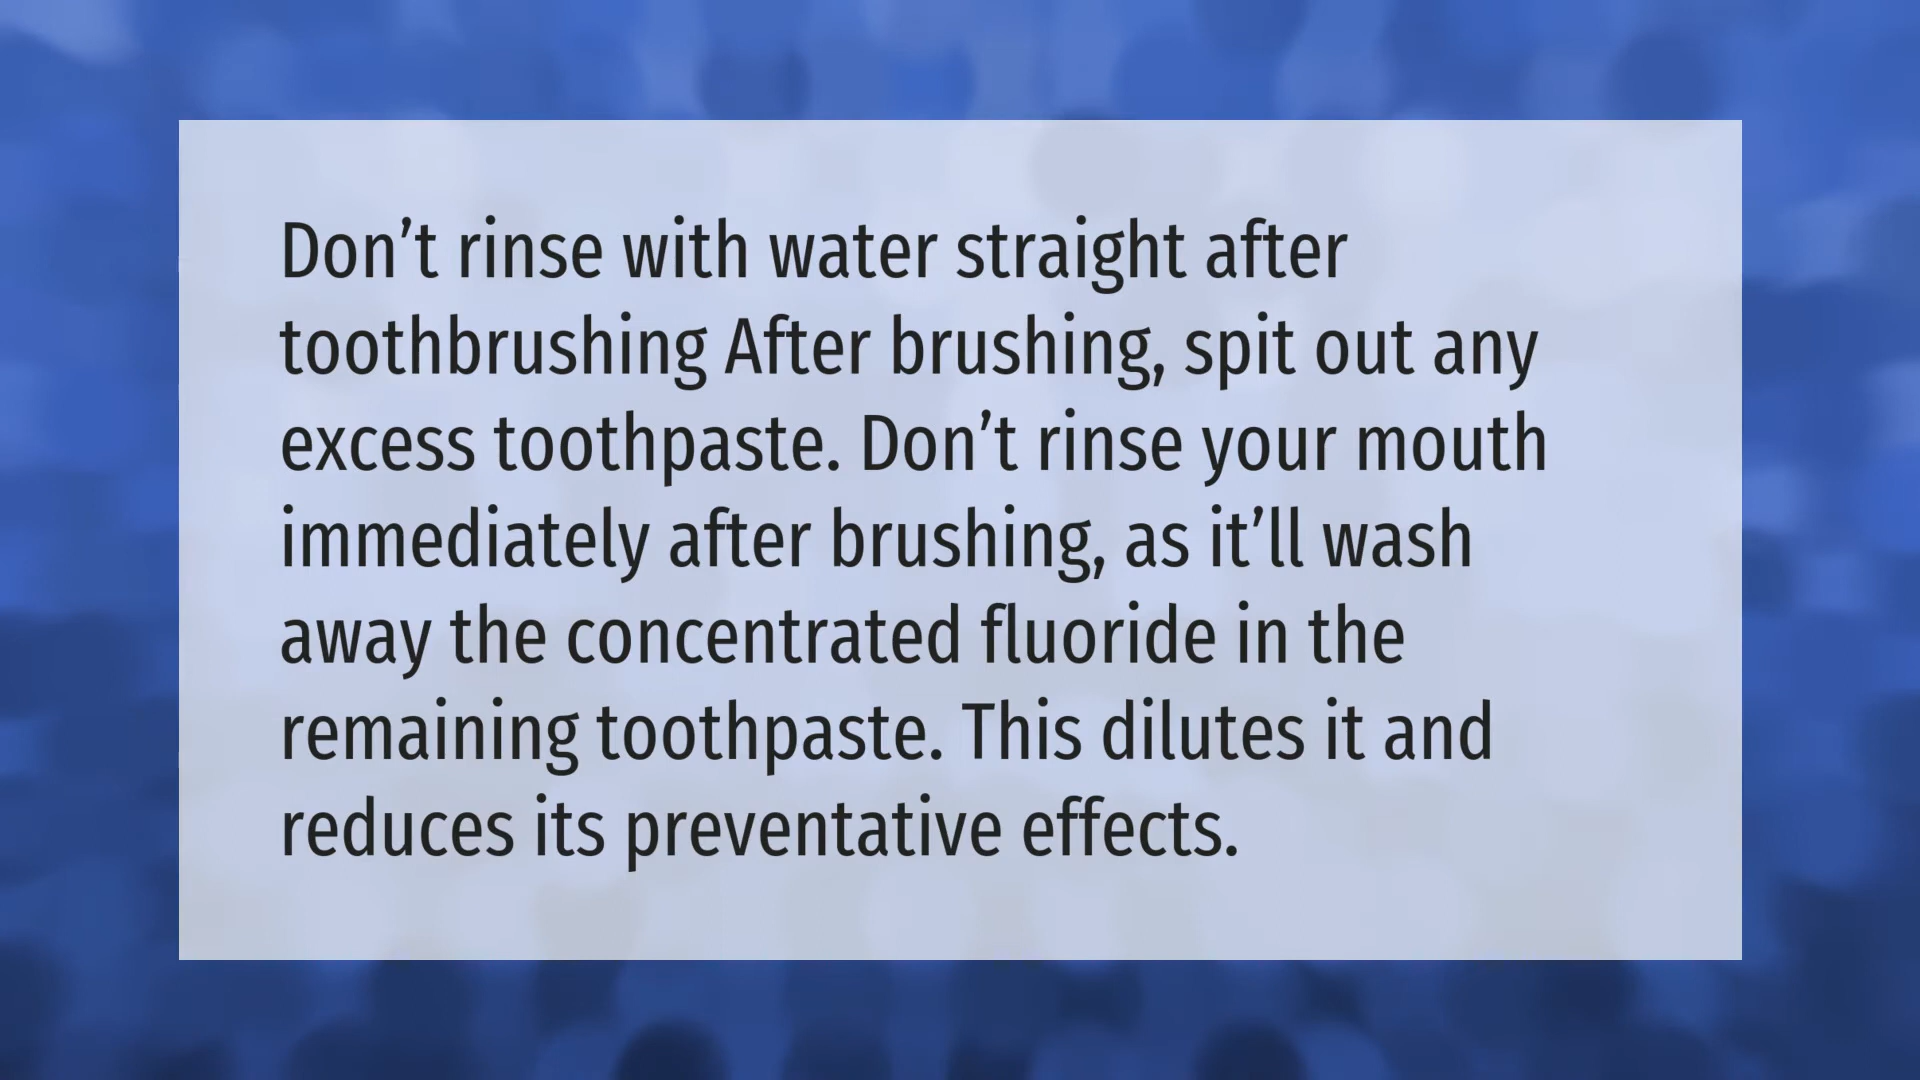 Don’t rinse with water straight after
toothbrushing After brushing, spit out any
excess toothpaste. Don’t rinse your mouth
immediately after brushing, as it’ll wash
away the concentrated fluoride in the
remaining toothpaste. This dilutes it and
reduces its preventative effects.